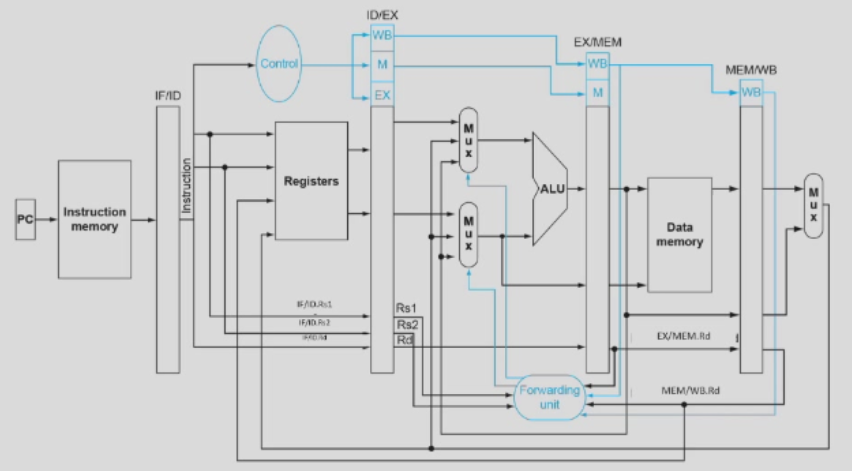 ID/EX
WB
EX/MEM
Control
M
WB
MEM/WB
IF/ID
EX
M
WB
Mux
Instruction
Registers
ALU
Mux
PC
Instruction
memory
Mux
Data
memory
IF/ID.Rs1
Rs1
IF/ID.Rs2
Rs2
IF/ID.Rd
Rd
EX/MEM.Rd
Forwarding
unit
MEM/WB.Rd